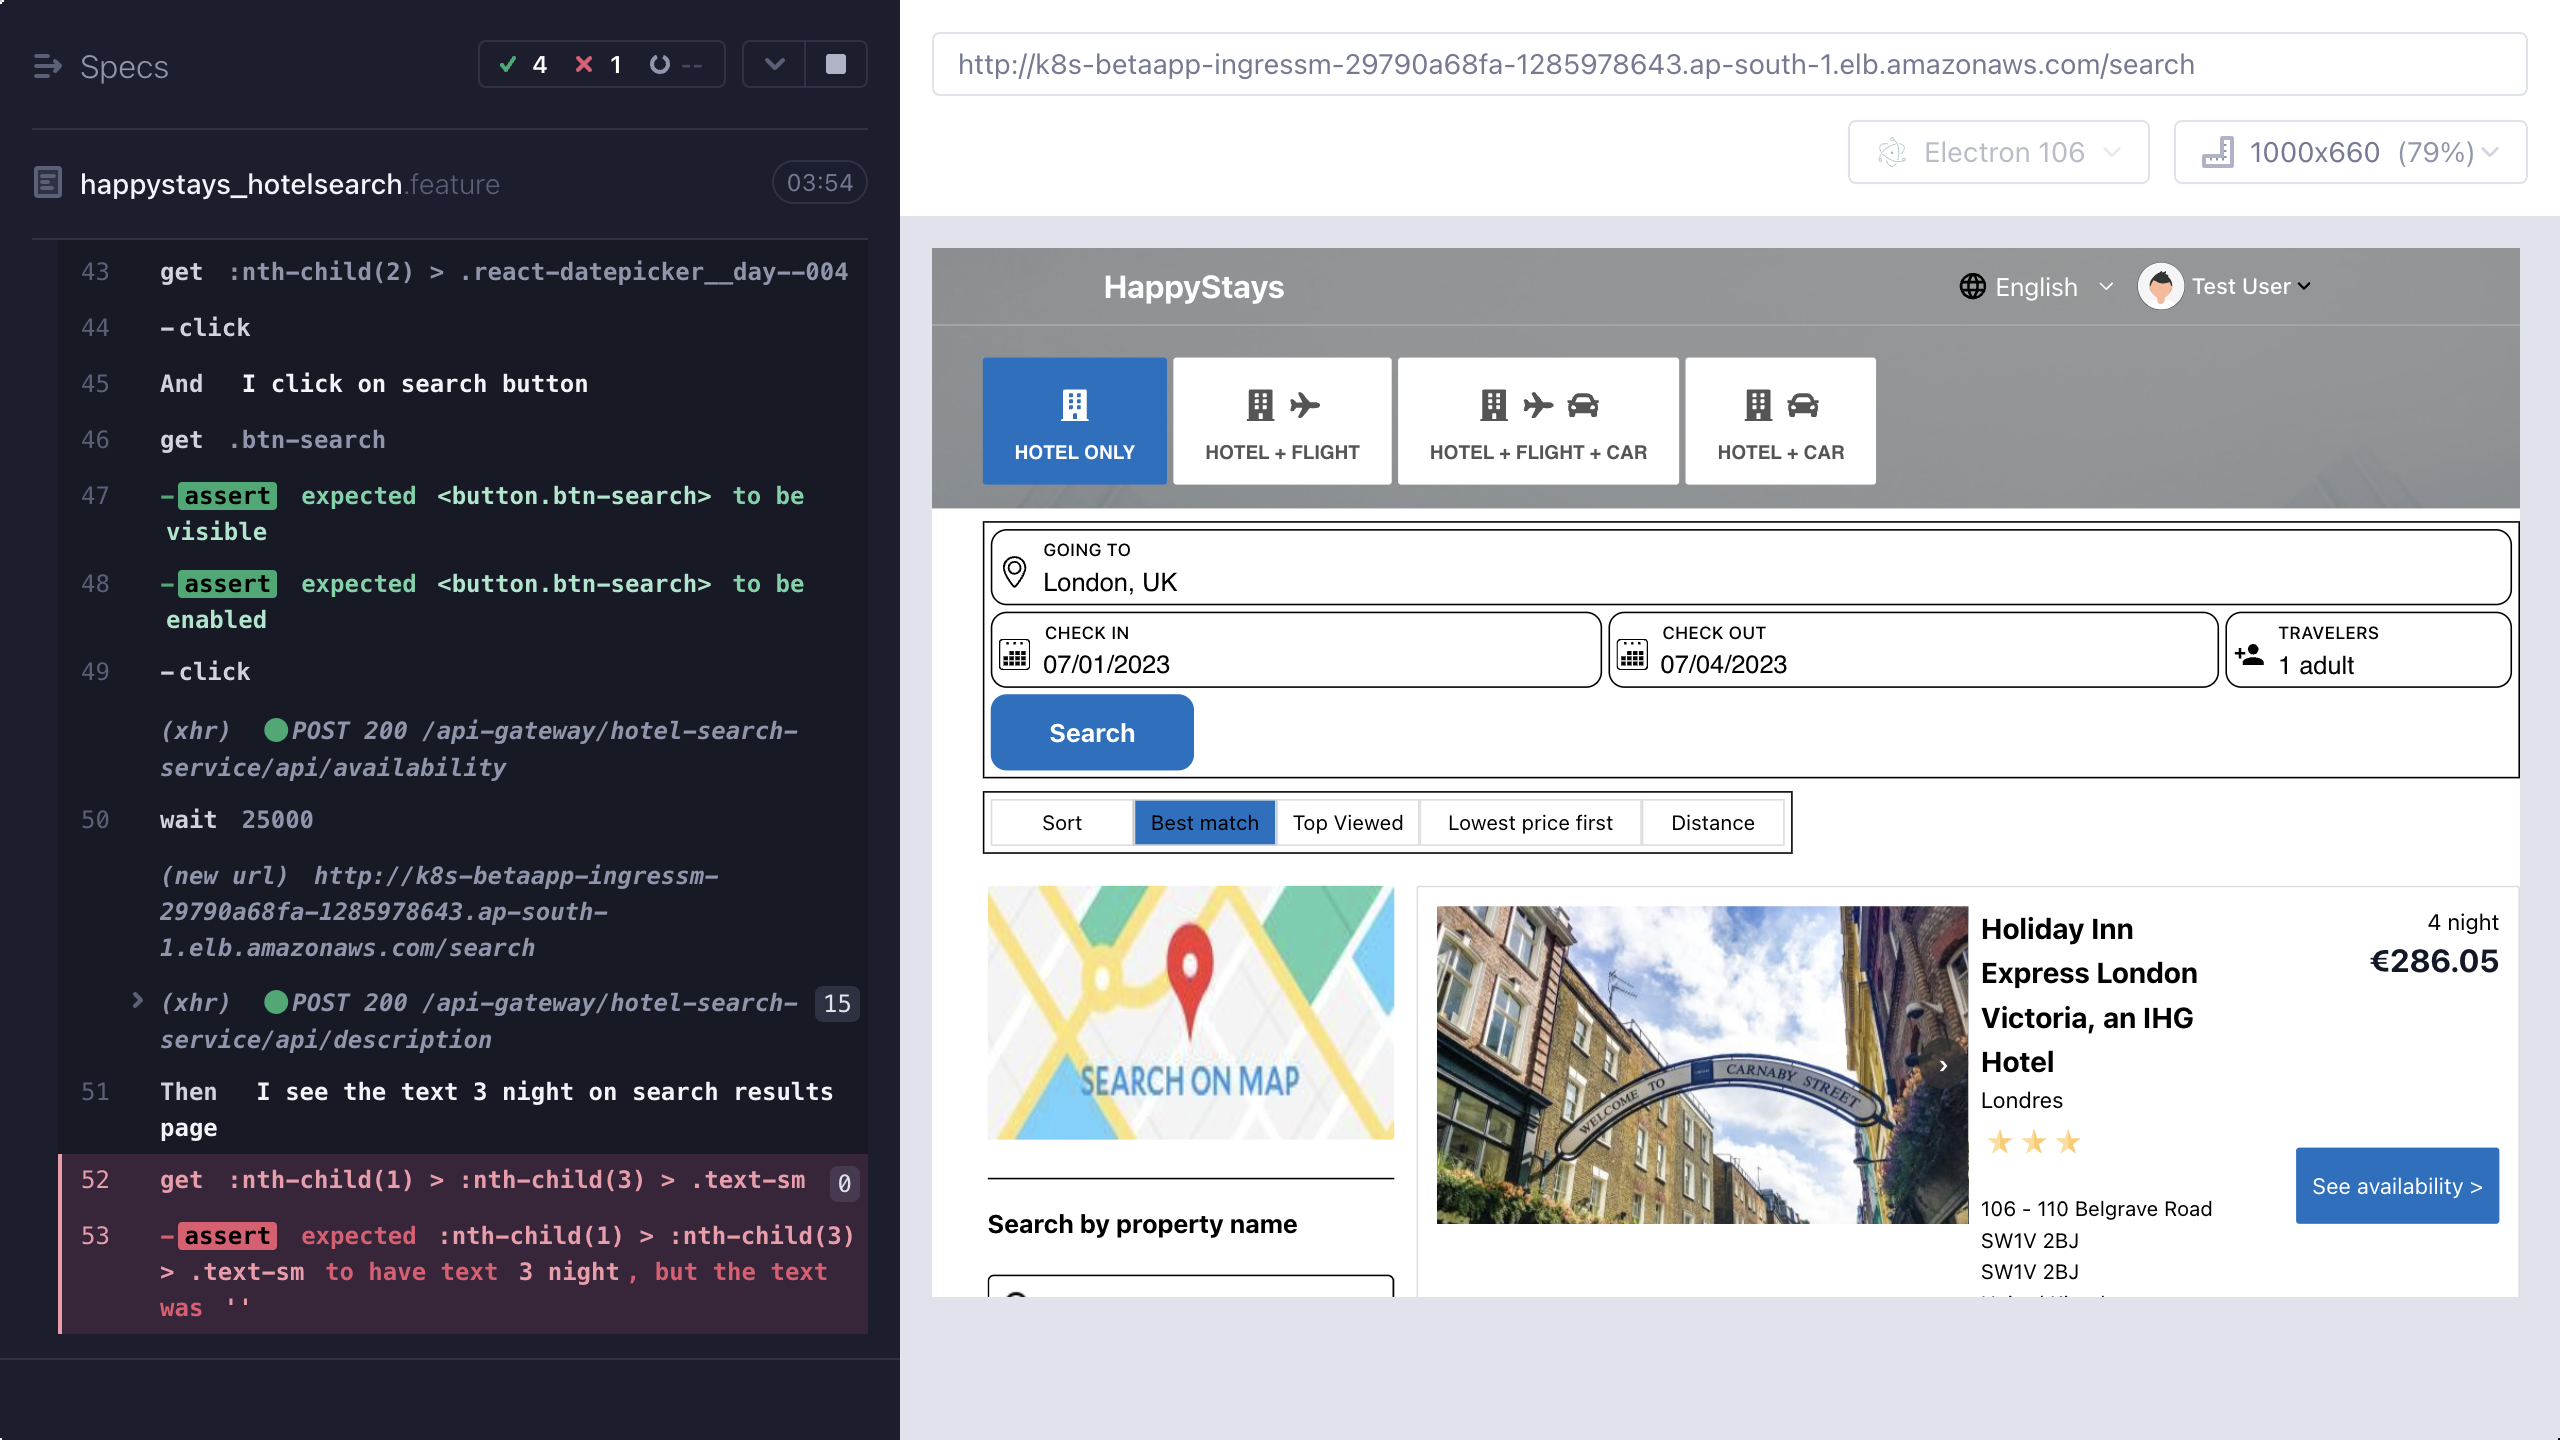 Specs
4 1 --
happystays_hotelsearch.feature
03:54
43 get :nth-child(2) > .react-datepicker__day--004
44 -click
45 And I click on search button
46 get .btn-search
47 -assert expected <button.btn-search> to be
visible
48 -assert expected <button.btn-search> to be
enabled
49 -click
(xhr) POST 200 /api-gateway/hotel-search-
service/api/availability
50 wait 25000
(new url) http://k8s-betaapp-ingressm-
29790a68fa-1285978643.ap-south-
1.elb.amazonaws.com/search
(xhr) POST 200 /api-gateway/hotel-search- 15
service/api/description
51 Then I see the text 3 night on search results
page
52 get :nth-child(1) > :nth-child(3) > .text-sm 0
53 -assert expected :nth-child(1) > :nth-child(3)
> .text-sm to have text 3 night, but the text
was ''
http://k8s-betaapp-ingressm-29790a68fa-1285978643.ap-south-1.elb.amazonaws.com/search
Electron 106
1000x660 (79%)
HappyStays
English
Test User
HOTEL ONLY
HOTEL + FLIGHT
HOTEL + FLIGHT + CAR
HOTEL + CAR
GOING TO
London, UK
CHECK IN
07/01/2023
CHECK OUT
07/04/2023
TRAVELERS
1 adult
Search
Sort
Best match
Top Viewed
Lowest price first
Distance
SEARCH ON MAP
Search by property name
WELCOME TO CARNABY STREET
Holiday Inn
Express London
Victoria, an IHG
Hotel
Londres
106 - 110 Belgrave Road
SW1V 2BJ
SW1V 2BJ
4 night
€286.05
See availability >